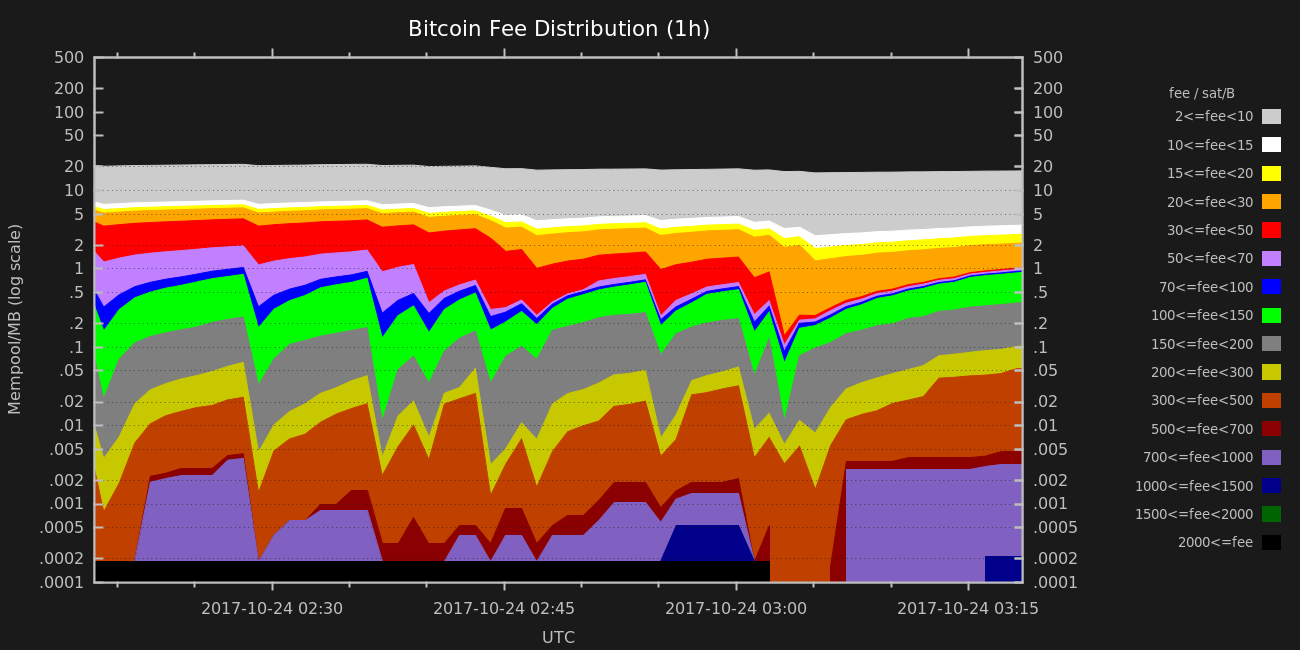 Bitcoin Fee Distribution (1h)
Mempool/MB (log scale)
500
200
100
50
20
10
5
2
1
.5
.2
.1
.05
.02
.01
.005
.002
.001
.0005
.0002
.0001
500
200
100
50
20
10
5
2
1
.5
.2
.1
.05
.02
.01
.005
.002
.001
.0005
.0002
.0001
fee / sat/B
2<=fee<10
10<=fee<15
15<=fee<20
20<=fee<30
30<=fee<50
50<=fee<70
70<=fee<100
100<=fee<150
150<=fee<200
200<=fee<300
300<=fee<500
500<=fee<700
700<=fee<1000
1000<=fee<1500
1500<=fee<2000
2000<=fee
2017-10-24 02:30 2017-10-24 02:45 2017-10-24 03:00 2017-10-24 03:15
UTC